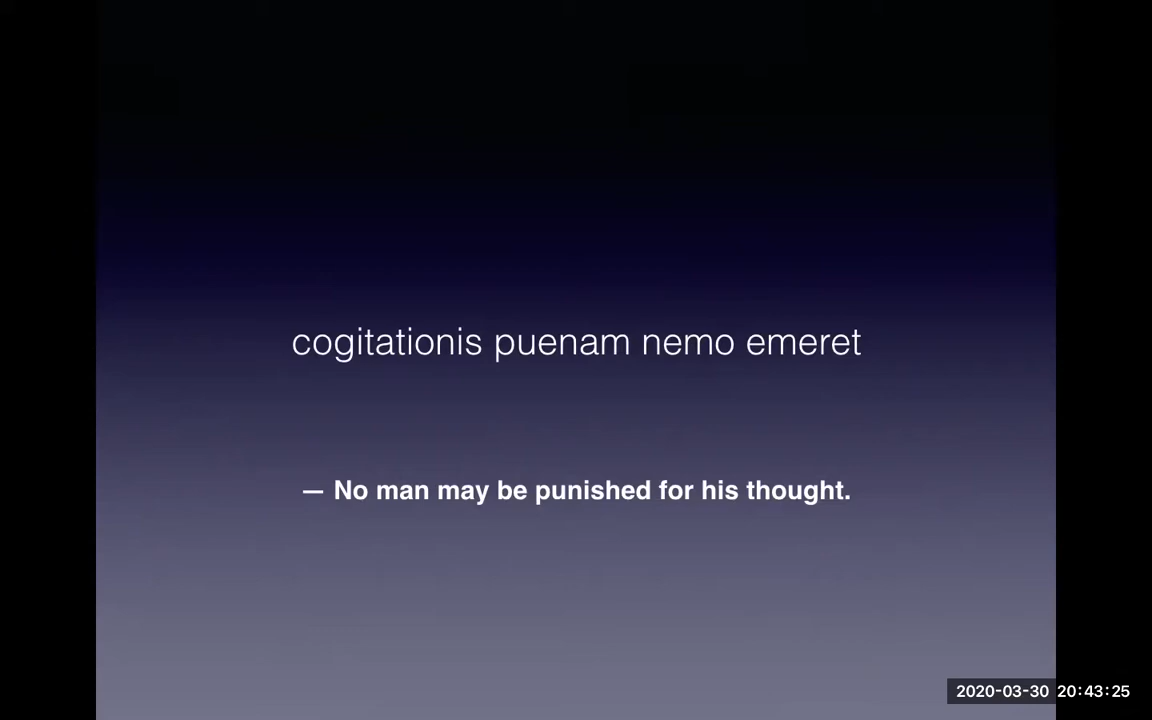 cogitationis puenam nemo emeret
— No man may be punished for his thought.
2020-03-30 20:43:25